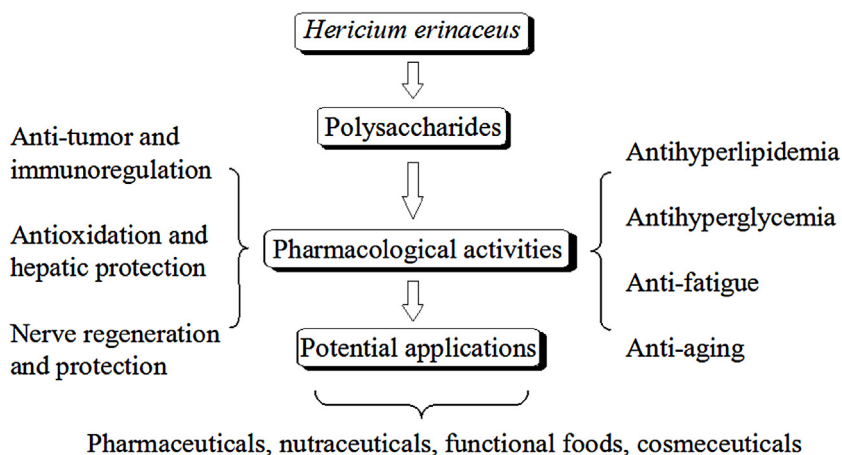 Hericium erinaceus
Polysaccharides
Anti-tumor and
immunoregulation
Antioxidation and
hepatic protection
Nerve regeneration
and protection
Pharmacological activities
Antihyperlipidemia
Antihyperglycemia
Anti-fatigue
Anti-aging
Potential applications
Pharmaceuticals, nutraceuticals, functional foods, cosmeceuticals